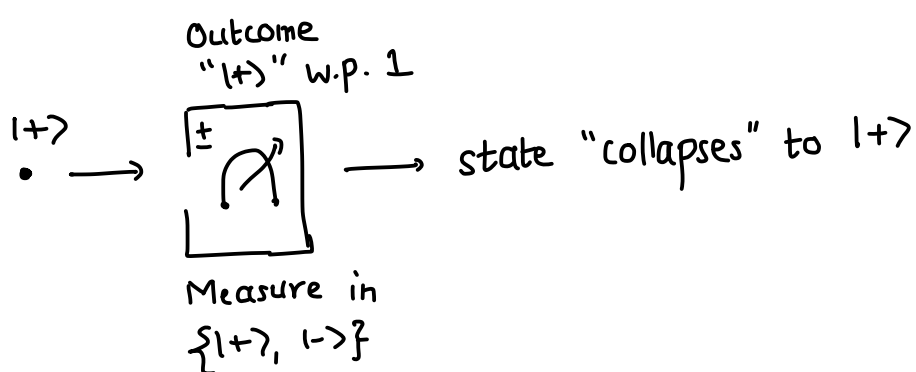 Outcome
"|+⟩" w.p. 1
|+⟩
±
state "collapses" to |+⟩
Measure in
{|+⟩, |-⟩}